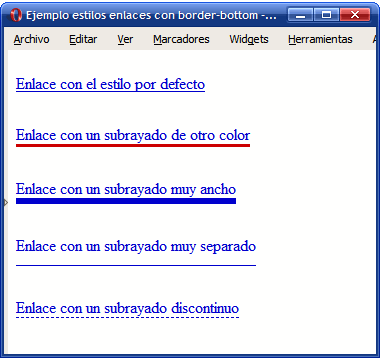 Ejemplo estilos enlaces con border-bottom -...
Archivo Editar Ver Marcadores Widgets Herramientas A
Enlace con el estilo por defecto
Enlace con un subrayado de otro color
Enlace con un subrayado muy ancho
Enlace con un subrayado muy separado
Enlace con un subrayado discontinuo